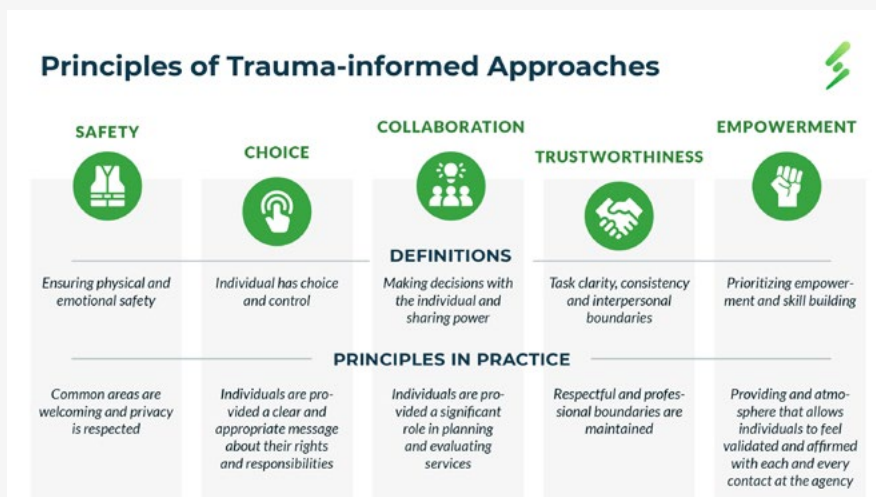 Principles of Trauma-informed Approaches
SAFETY
CHOICE
COLLABORATION
TRUSTWORTHINESS
EMPOWERMENT
DEFINITIONS
Ensuring physical and
emotional safety
Individual has choice
and control
Making decisions with
the individual and
sharing power
Task clarity, consistency
and interpersonal
boundaries
Prioritizing empower-
ment and skill building
PRINCIPLES IN PRACTICE
Common areas are
welcoming and privacy
is respected
Individuals are pro-
vided a clear and
appropriate message
about their rights
and responsibilities
Individuals are pro-
vided a significant
role in planning
and evaluating
services
Respectful and profes-
sional boundaries are
maintained
Providing and atmo-
sphere that allows
individuals to feel
validated and affirmed
with each and every
contact at the agency